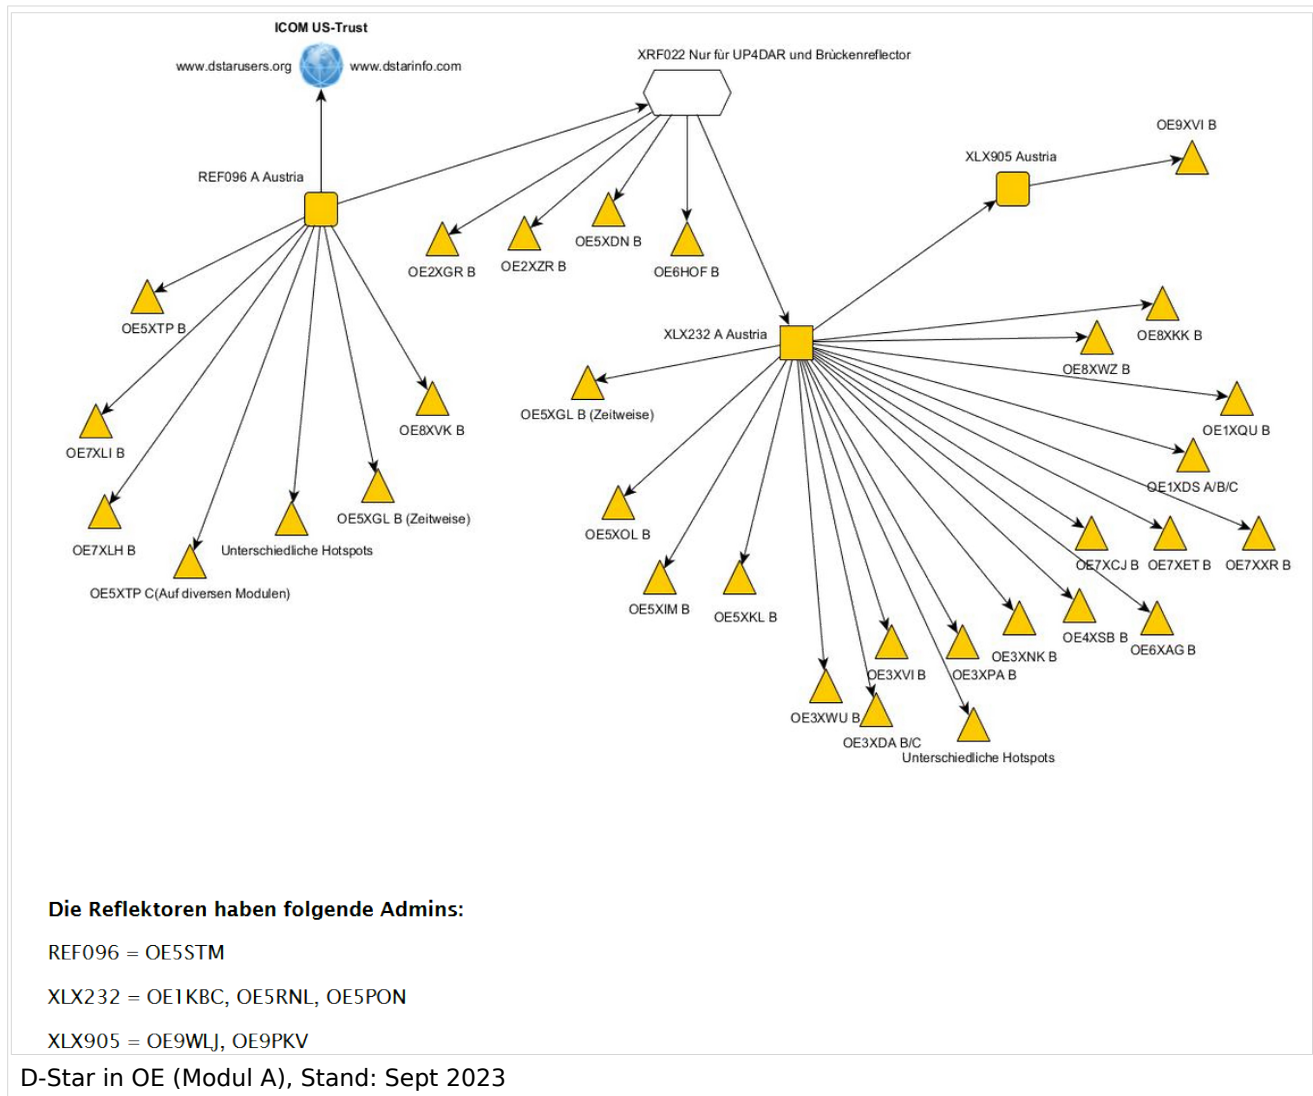 ICOM US-Trust
www.dstarusers.org www.dstarinfo.com
XRF022 Nur für UP4DAR und Brückenreflector
OE9XVI B
XLX905 Austria
REF096 A Austria
OE5XDN B
OE2XGR B
OE2XZR B
OE6HOF B
OE5XTP B
XLX232 A Austria
OE8XKK B
OE8XWZ B
OE5XGL B (Zeitweise)
OE8XVK B
OE1XQU B
OE7XLI B
OE1XDS A/B/C
OE5XGL B (Zeitweise)
OE5XOL B
OE7XLH B
Unterschiedliche Hotspots
OE7XCJ B
OE7XET B
OE7XXR B
OE5XTP C(Auf diversen Modulen)
OE5XIM B
OE5XKL B
OE4XSB B
OE6XAG B
OE3XNK B
OE3XVI B
OE3XPA B
OE3XWU B
OE3XDA B/C
Unterschiedliche Hotspots
Die Reflektoren haben folgende Admins:
REF096 = OE5STM
XLX232 = OE1KBC, OE5RNL, OE5PON
XLX905 = OE9WLJ, OE9PKV
D-Star in OE (Modul A), Stand: Sept 2023